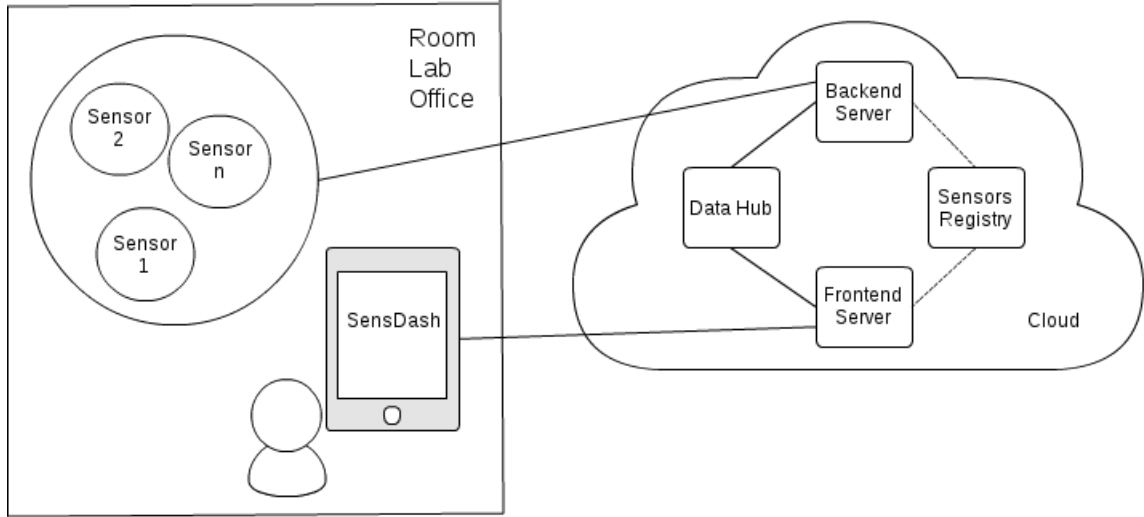 Room
Lab
Office
Sensor
2
Sensor
n
Sensor
1
SensDash
Backend
Server
Data Hub
Sensors
Registry
Frontend
Server
Cloud